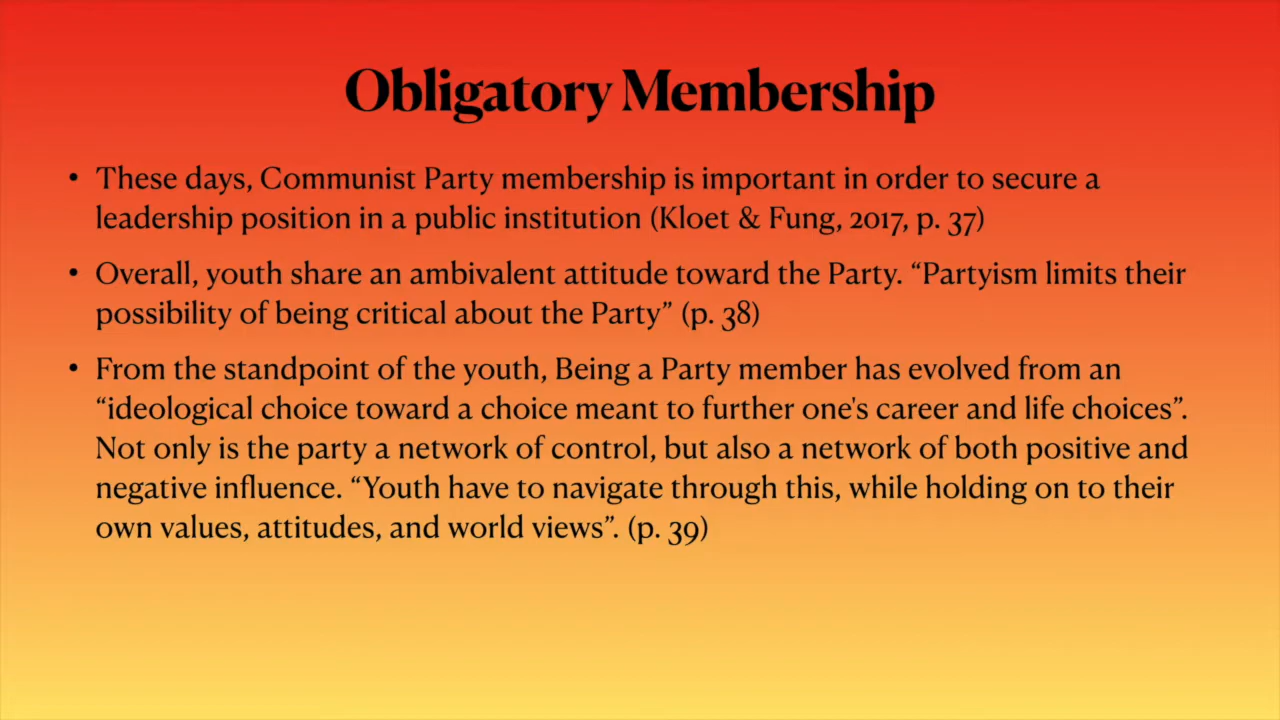 Obligatory Membership
• These days, Communist Party membership is important in order to secure a
leadership position in a public institution (Kloet & Fung, 2017, p. 37)
• Overall, youth share an ambivalent attitude toward the Party. “Partyism limits their
possibility of being critical about the Party” (p. 38)
• From the standpoint of the youth, Being a Party member has evolved from an
“ideological choice toward a choice meant to further one's career and life choices”.
Not only is the party a network of control, but also a network of both positive and
negative influence. “Youth have to navigate through this, while holding on to their
own values, attitudes, and world views”. (p. 39)